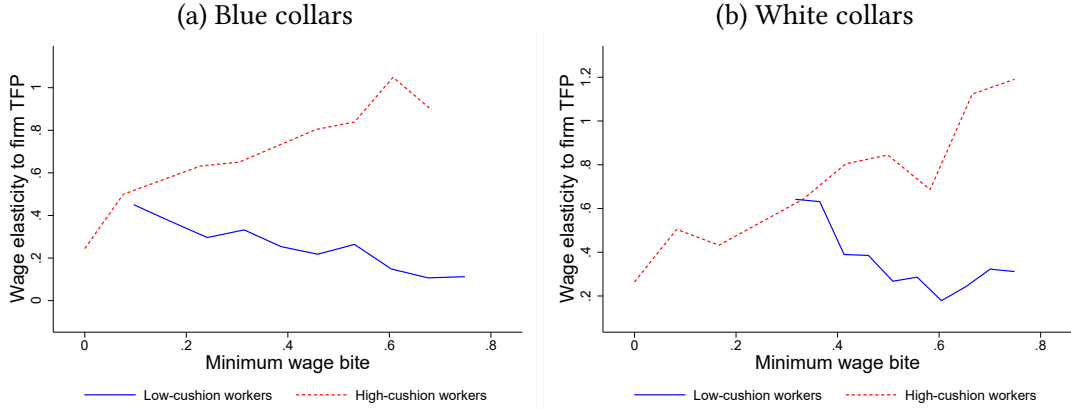 (a) Blue collars
Wage elasticity to firm TFP
1
.8
.6
.4
.2
0
0 .2 .4 .6 .8
Minimum wage bite
Low-cushion workers High-cushion workers
(b) White collars
Wage elasticity to firm TFP
1.2
1
.8
.6
.4
.2
0 .2 .4 .6 .8
Minimum wage bite
Low-cushion workers High-cushion workers